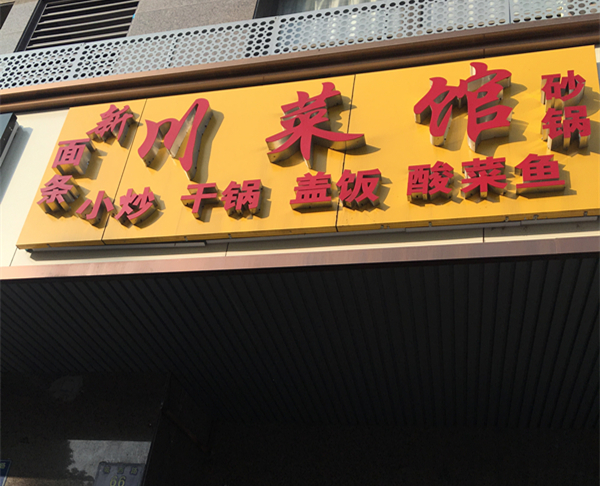 新川菜馆
砂锅
面条
小炒 干锅 盖饭 酸菜鱼